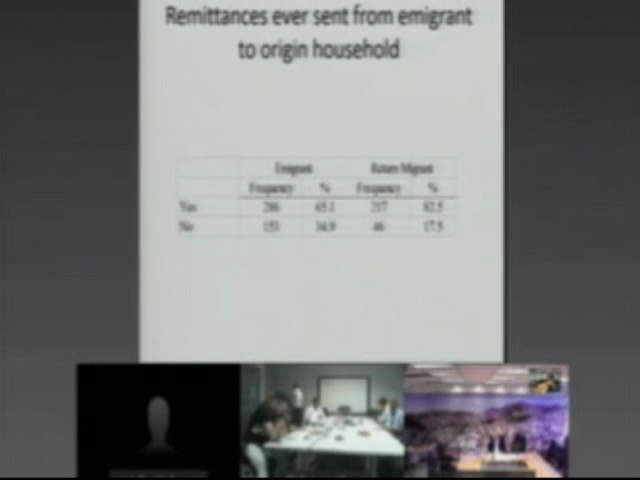 Remittances ever sent from emigrant
to origin household
Emigrant Return Migrant
Frequency % Frequency %
Yes 286 65.1 217 82.5
No 153 34.9 46 17.5